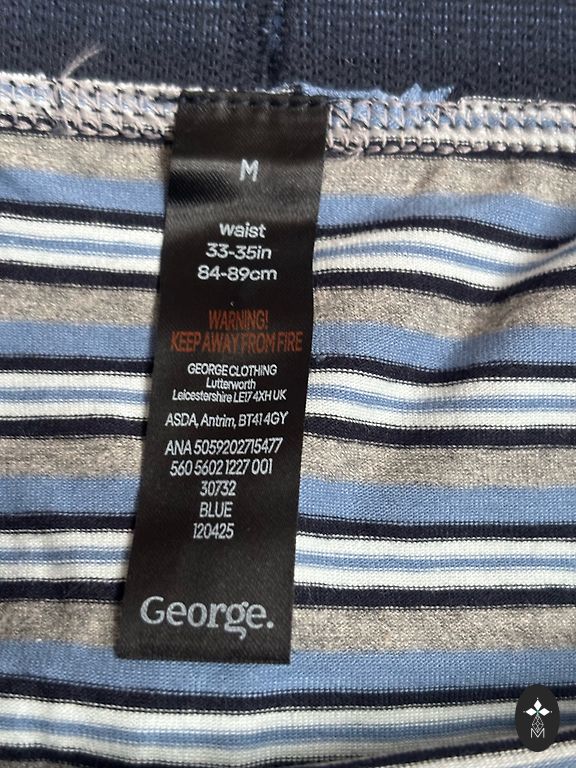 M
waist
33-35in
84-89cm
WARNING!
KEEP AWAY FROM FIRE
GEORGE CLOTHING
Lutterworth
Leicestershire LE17 4XH UK
ASDA, Antrim, BT41 4GY
ANA 5059202715477
560 5602 1227 001
30732
BLUE
120425
George.
M